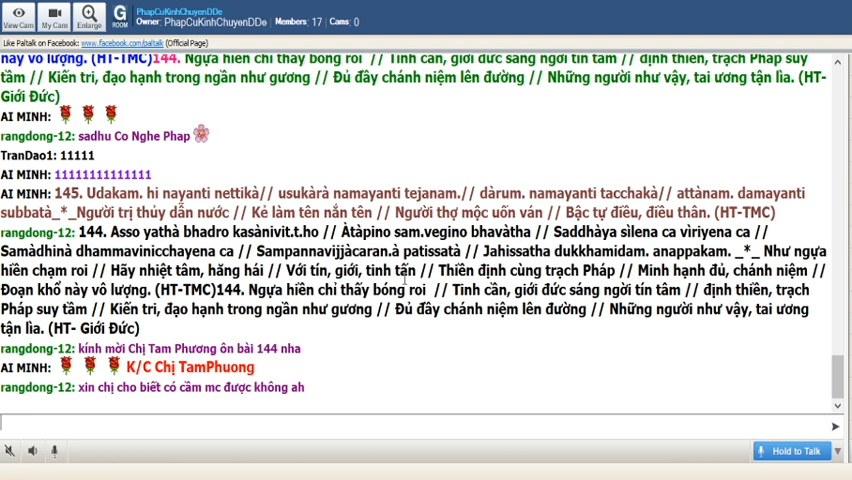 PhapCuKinhChuyenDDe
Owner: PhapCuKinhChuyenDDe Members: 17 Cams: 0
View Cam My Cam Enlarge G ROOM
Like Paltalk on Facebook: www.facebook.com/paltalk (Official Page)
này vô lượng. (HT-TMC)144. Ngựa hiền chỉ thấy bóng roi // Tinh cần, giới đức sáng ngời tín tâm // định thiền, trạch Pháp suy
tầm // Kiến tri, đạo hạnh trong ngần như gương // Đủ đầy chánh niệm lên đường // Những người như vậy, tai ương tận lìa. (HT-
Giới Đức)
AI MINH:
rangdong-12: sadhu Co Nghe Phap
TranDao1: 11111
AI MINH: 11111111111111
AI MINH: 145. Udakam. hi nayanti nettikà// usukàrà namayanti tejanam.// dàrum. namayanti tacchakà// attànam. damayanti
subbatà_*_Người trị thủy dẫn nước // Kẻ làm tên nắn tên // Người thợ mộc uốn ván // Bậc tự điều, điều thân. (HT-TMC)
rangdong-12: 144. Asso yathà bhadro kasànivit.t.ho // Àtàpino sam.vegino bhavàtha // Saddhàya sìlena ca vìriyena ca //
Samàdhinà dhammavinicchayena ca // Sampannavijjàcaran.à patissatà // Jahissatha dukkhamidam. anappakam. _*_ Như ngựa
hiền chạm roi // Hãy nhiệt tâm, hăng hái // Với tín, giới, tinh tấn // Thiền định cùng trạch Pháp // Minh hạnh đủ, chánh niệm //
Đoạn khổ này vô lượng. (HT-TMC)144. Ngựa hiền chỉ thấy bóng roi // Tinh cần, giới đức sáng ngời tín tâm // định thiền, trạch
Pháp suy tầm // Kiến tri, đạo hạnh trong ngần như gương // Đủ đầy chánh niệm lên đường // Những người như vậy, tai ương
tận lìa. (HT- Giới Đức)
rangdong-12: kính mời Chị Tam Phương ôn bài 144 nha
AI MINH: K/C Chị TamPhuong
rangdong-12: xin chị cho biết có cầm mc được không ah
Hold to Talk